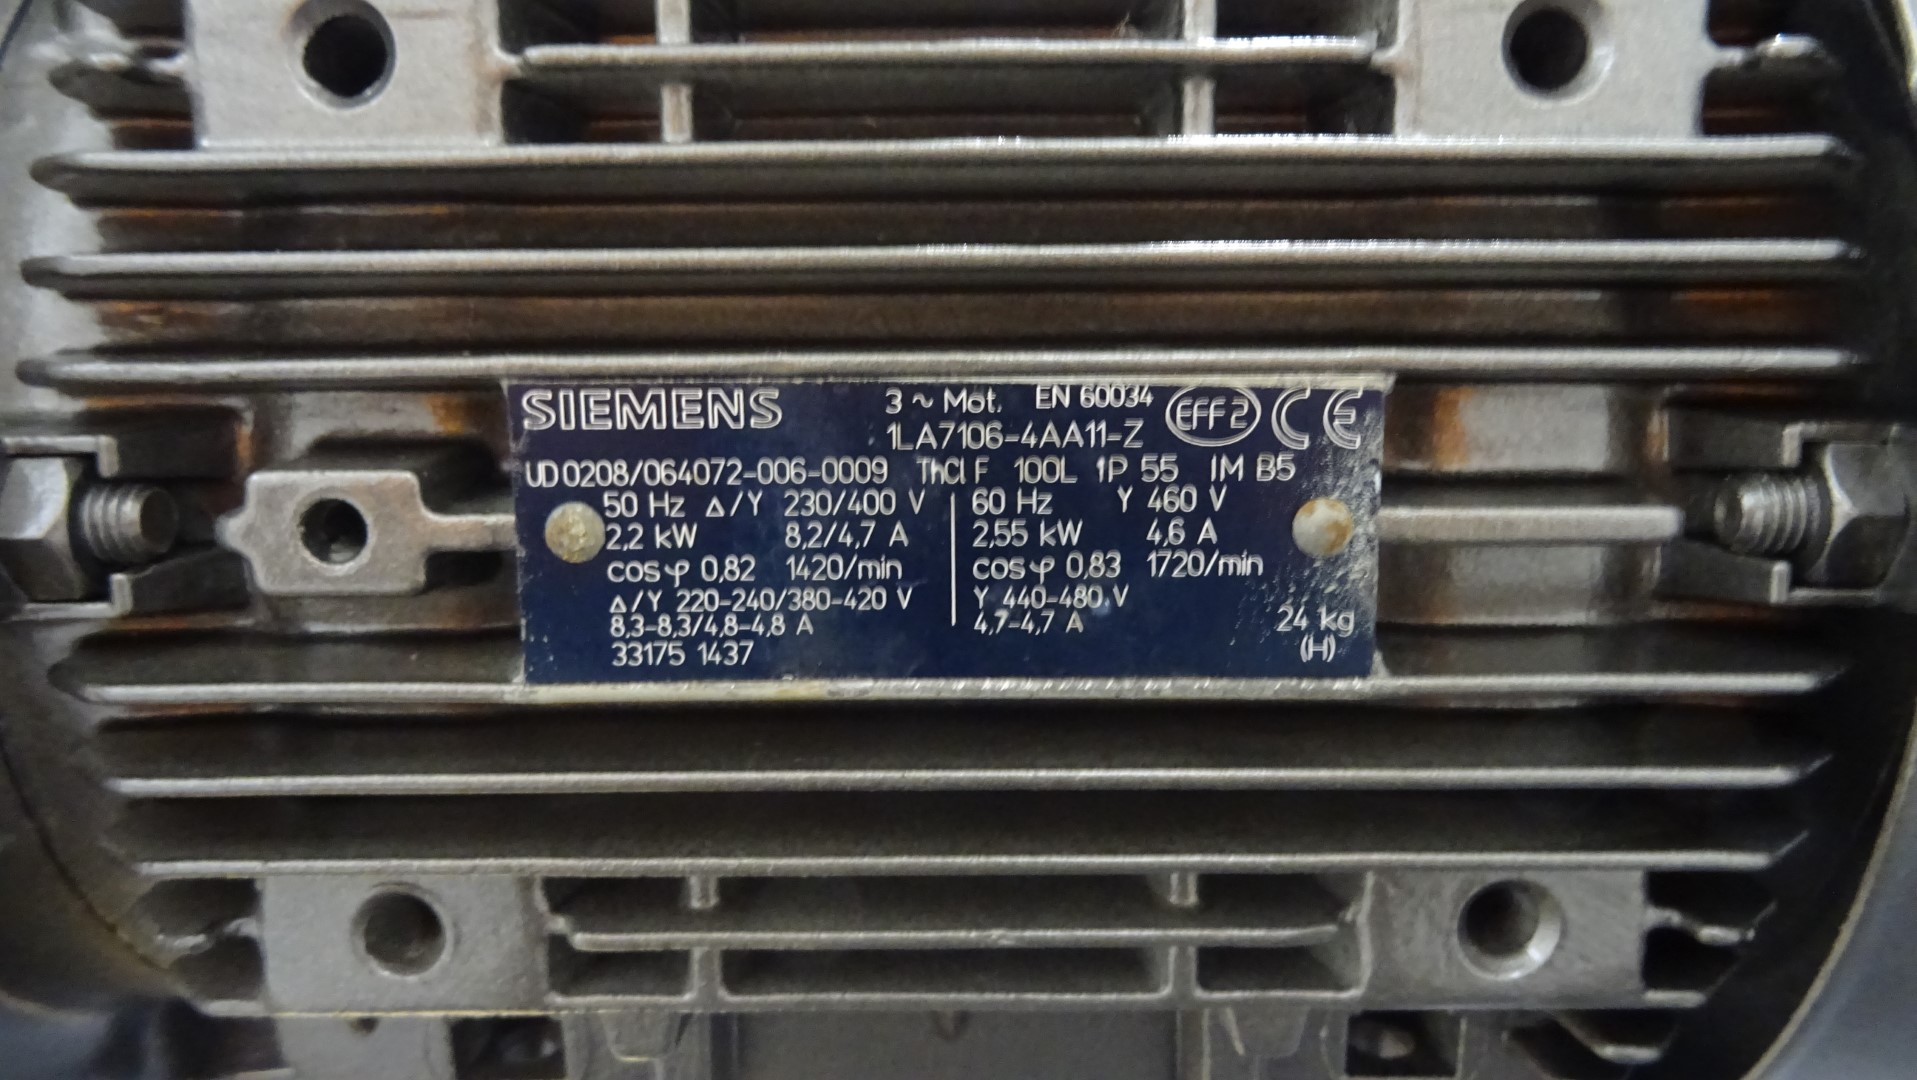 SIEMENS 3 ~ Mot. EN 60034 EFF2 CE
1LA7106-4AA11-Z
UD 0208/064072-006-0009 ThCl F 100L IP 55 IM B5
50 Hz Δ/Y 230/400 V 60 Hz Y 460 V
2,2 kW 8,2/4,7 A 2,55 kW 4,6 A
cos φ 0,82 1420/min cos φ 0,83 1720/min
Δ/Y 220-240/380-420 V Y 440-480 V
8,3-8,3/4,8-4,8 A 4,7-4,7 A 24 kg
33175 1437 (H)